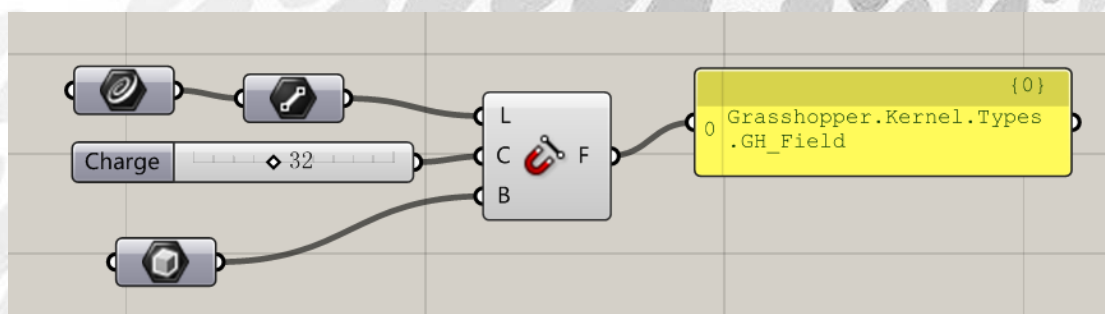 Charge 32
L
C F
B
{0}
0 Grasshopper.Kernel.Types
.GH_Field